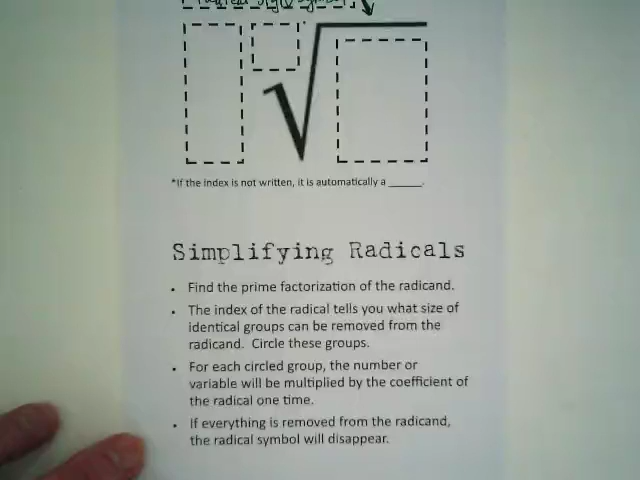 *If the index is not written, it is automatically a ______.
Simplifying Radicals
• Find the prime factorization of the radicand.
• The index of the radical tells you what size of
identical groups can be removed from the
radicand. Circle these groups.
• For each circled group, the number or
variable will be multiplied by the coefficient of
the radical one time.
• If everything is removed from the radicand,
the radical symbol will disappear.